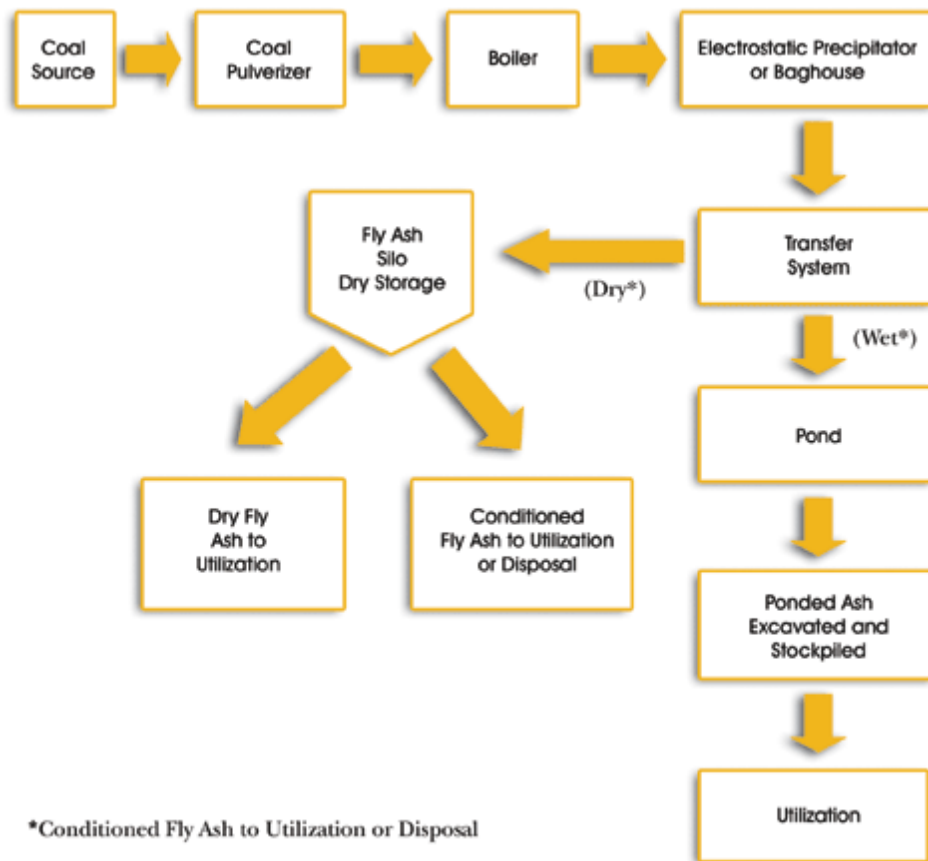 Coal
Source
Coal
Pulverizer
Boiler
Electrostatic Precipitator
or Baghouse
Fly Ash
Silo
Dry Storage
(Dry*)
Transfer
System
(Wet*)
Pond
Dry Fly
Ash to
Utilization
Conditioned
Fly Ash to Utilization
or Disposal
Ponded Ash
Excavated and
Stockpiled
Utilization
*Conditioned Fly Ash to Utilization or Disposal